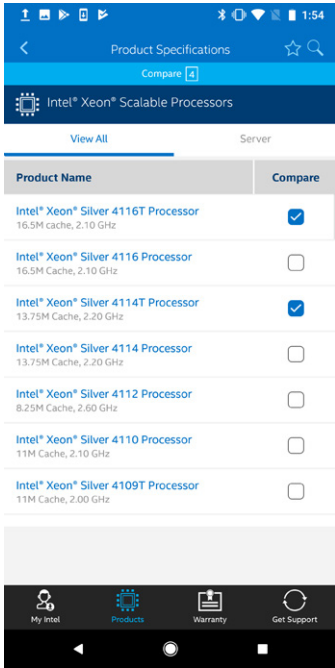 1:54
Product Specifications
Compare 4
Intel® Xeon® Scalable Processors
View All
Server
Product Name
Compare
Intel® Xeon® Silver 4116T Processor
16.5M cache, 2.10 GHz
Intel® Xeon® Silver 4116 Processor
16.5M Cache, 2.10 GHz
Intel® Xeon® Silver 4114T Processor
13.75M Cache, 2.20 GHz
Intel® Xeon® Silver 4114 Processor
13.75M Cache, 2.20 GHz
Intel® Xeon® Silver 4112 Processor
8.25M Cache, 2.60 GHz
Intel® Xeon® Silver 4110 Processor
11M Cache, 2.10 GHz
Intel® Xeon® Silver 4109T Processor
11M Cache, 2.00 GHz
My Intel
Products
Warranty
Get Support